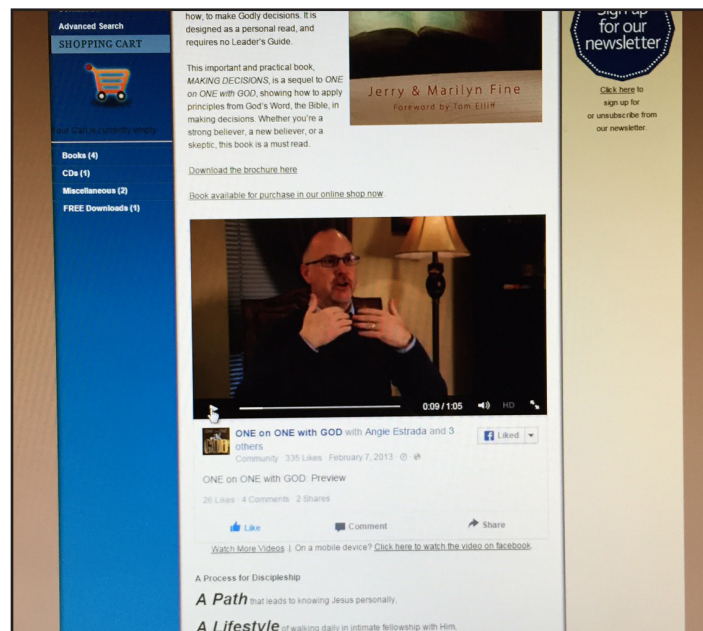 Advanced Search
SHOPPING CART
Your Cart is currently empty
Books (4)
CDs (1)
Miscellaneous (2)
FREE Downloads (1)
how, to make Godly decisions. It is
designed as a personal read, and
requires no Leader's Guide.
This important and practical book,
MAKING DECISIONS, is a sequel to ONE
on ONE with GOD, showing how to apply
principles from God's Word, the Bible, in
making decisions. Whether you're a
strong believer, a new believer, or a
skeptic, this book is a must read.
Download the brochure here
Book available for purchase in our online shop now.
Jerry & Marilyn Fine
Foreword by Tom Elliff
0:09 / 1:05
HD
ONE on ONE with GOD with Angie Estrada and 3
others
Community · 335 Likes · February 7, 2013 ·
Liked
ONE on ONE with GOD: Preview
26 Likes · 4 Comments · 2 Shares
Like
Comment
Share
Watch More Videos | On a mobile device? Click here to watch the video on facebook.
A Process for Discipleship
A Path that leads to knowing Jesus personally,
A Lifestyle of walking daily in intimate fellowship with Him,
Sign up
for our
newsletter
Click here to
sign up for
or unsubscribe from
our newsletter.